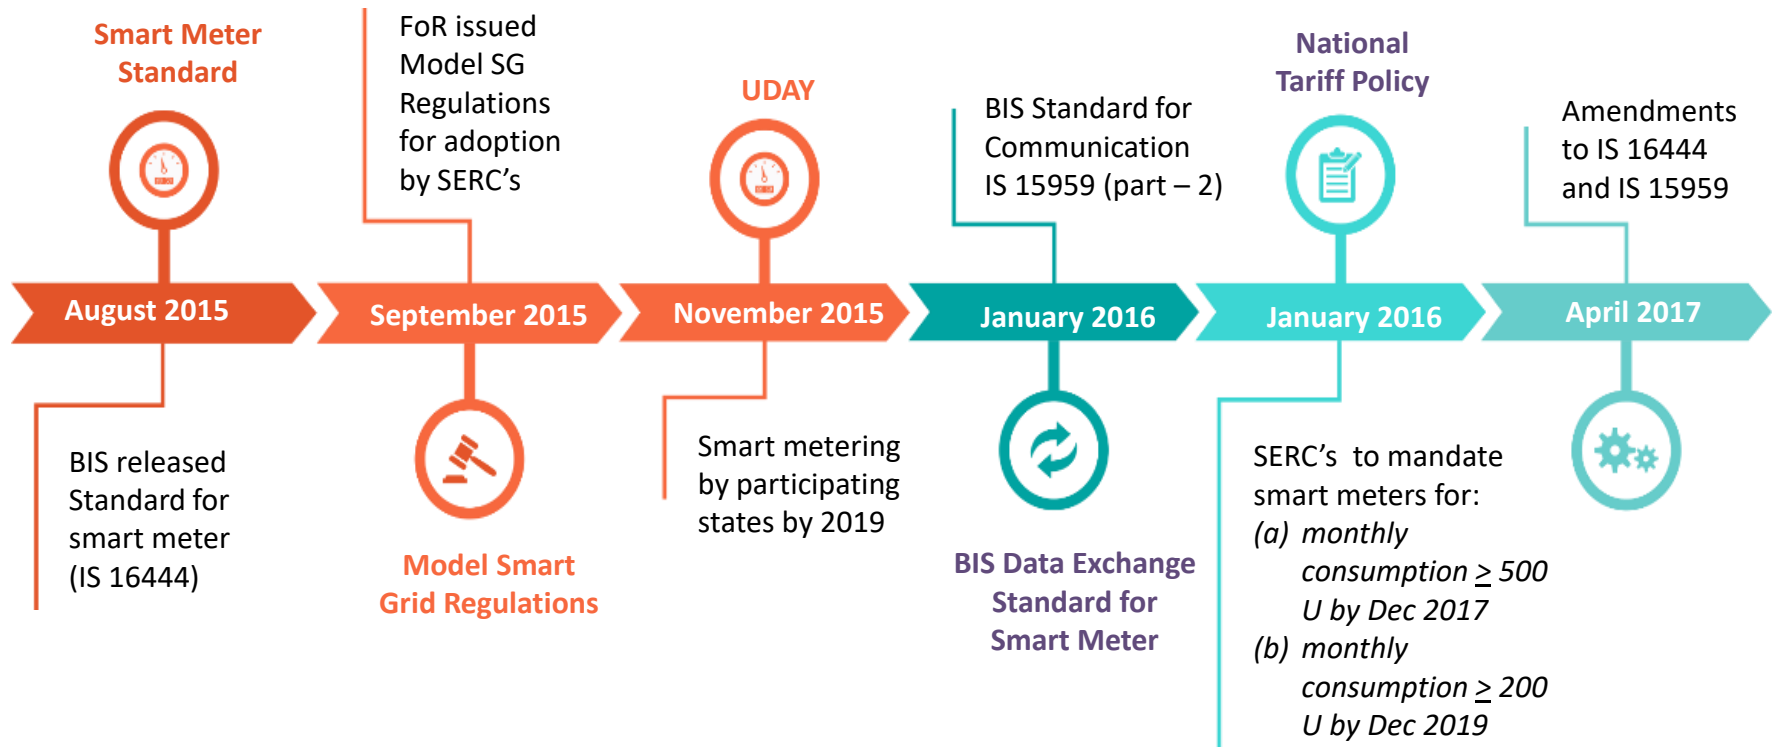 Smart Meter
Standard
August 2015
BIS released
Standard for
smart meter
(IS 16444)
FoR issued
Model SG
Regulations
for adoption
by SERC's
September 2015
Model Smart
Grid Regulations
UDAY
November 2015
Smart metering
by participating
states by 2019
BIS Standard for
Communication
IS 15959 (part – 2)
January 2016
BIS Data Exchange
Standard for
Smart Meter
National
Tariff Policy
January 2016
SERC's to mandate
smart meters for:
(a) monthly
consumption ≥ 500
U by Dec 2017
(b) monthly
consumption ≥ 200
U by Dec 2019
Amendments
to IS 16444
and IS 15959
April 2017